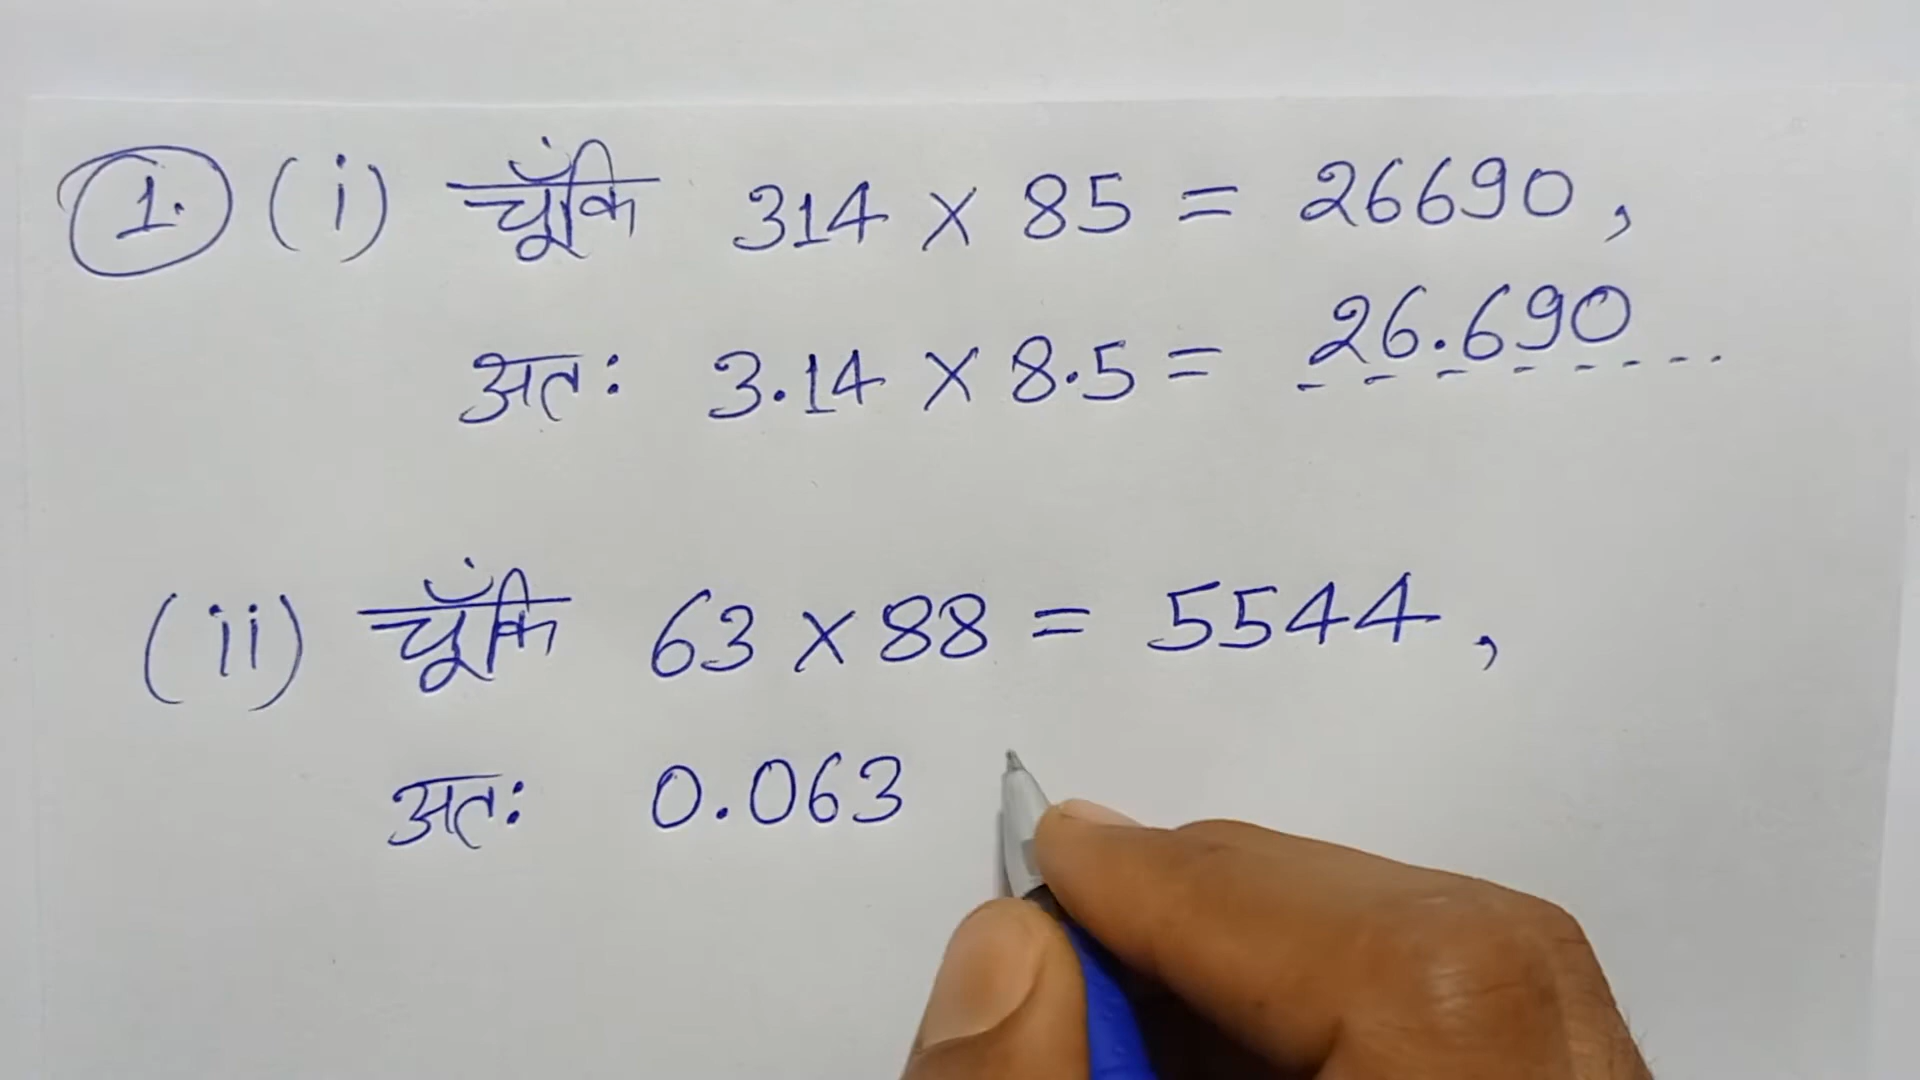 1. (i) चूँकि 314 × 85 = 26690,
अतः 3.14 × 8.5 = 26.690
(ii) चूँकि 63 × 88 = 5544,
अतः 0.063